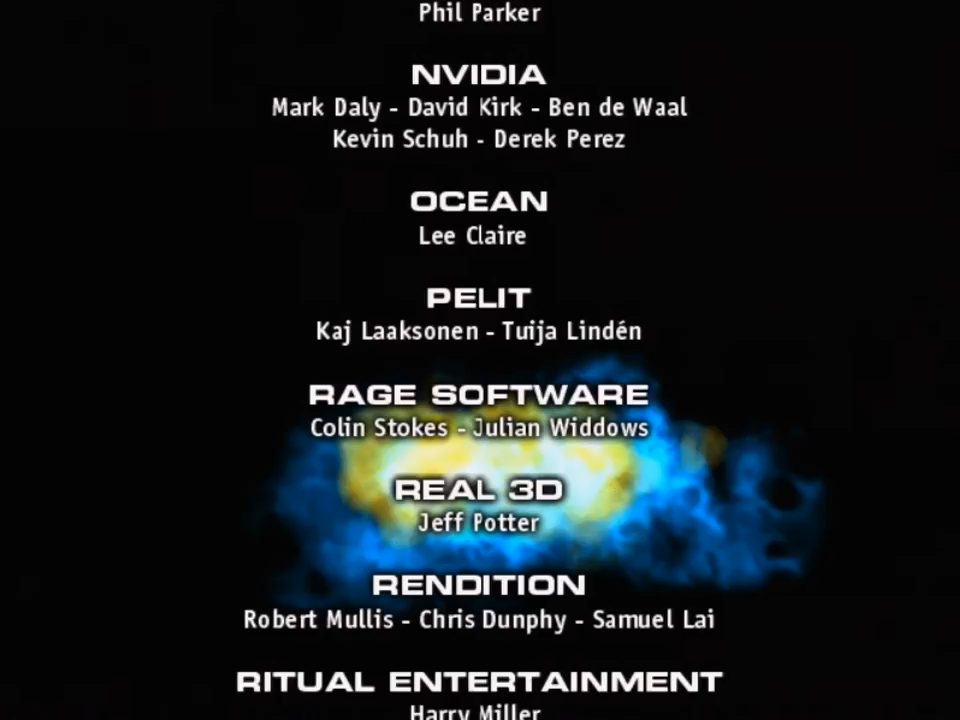 Phil Parker
NVIDIA
Mark Daly - David Kirk - Ben de Waal
Kevin Schuh - Derek Perez
OCEAN
Lee Claire
PELIT
Kaj Laaksonen - Tuija Lindén
RAGE SOFTWARE
Colin Stokes - Julian Widdows
REAL 3D
Jeff Potter
RENDITION
Robert Mullis - Chris Dunphy - Samuel Lai
RITUAL ENTERTAINMENT
Harry Miller